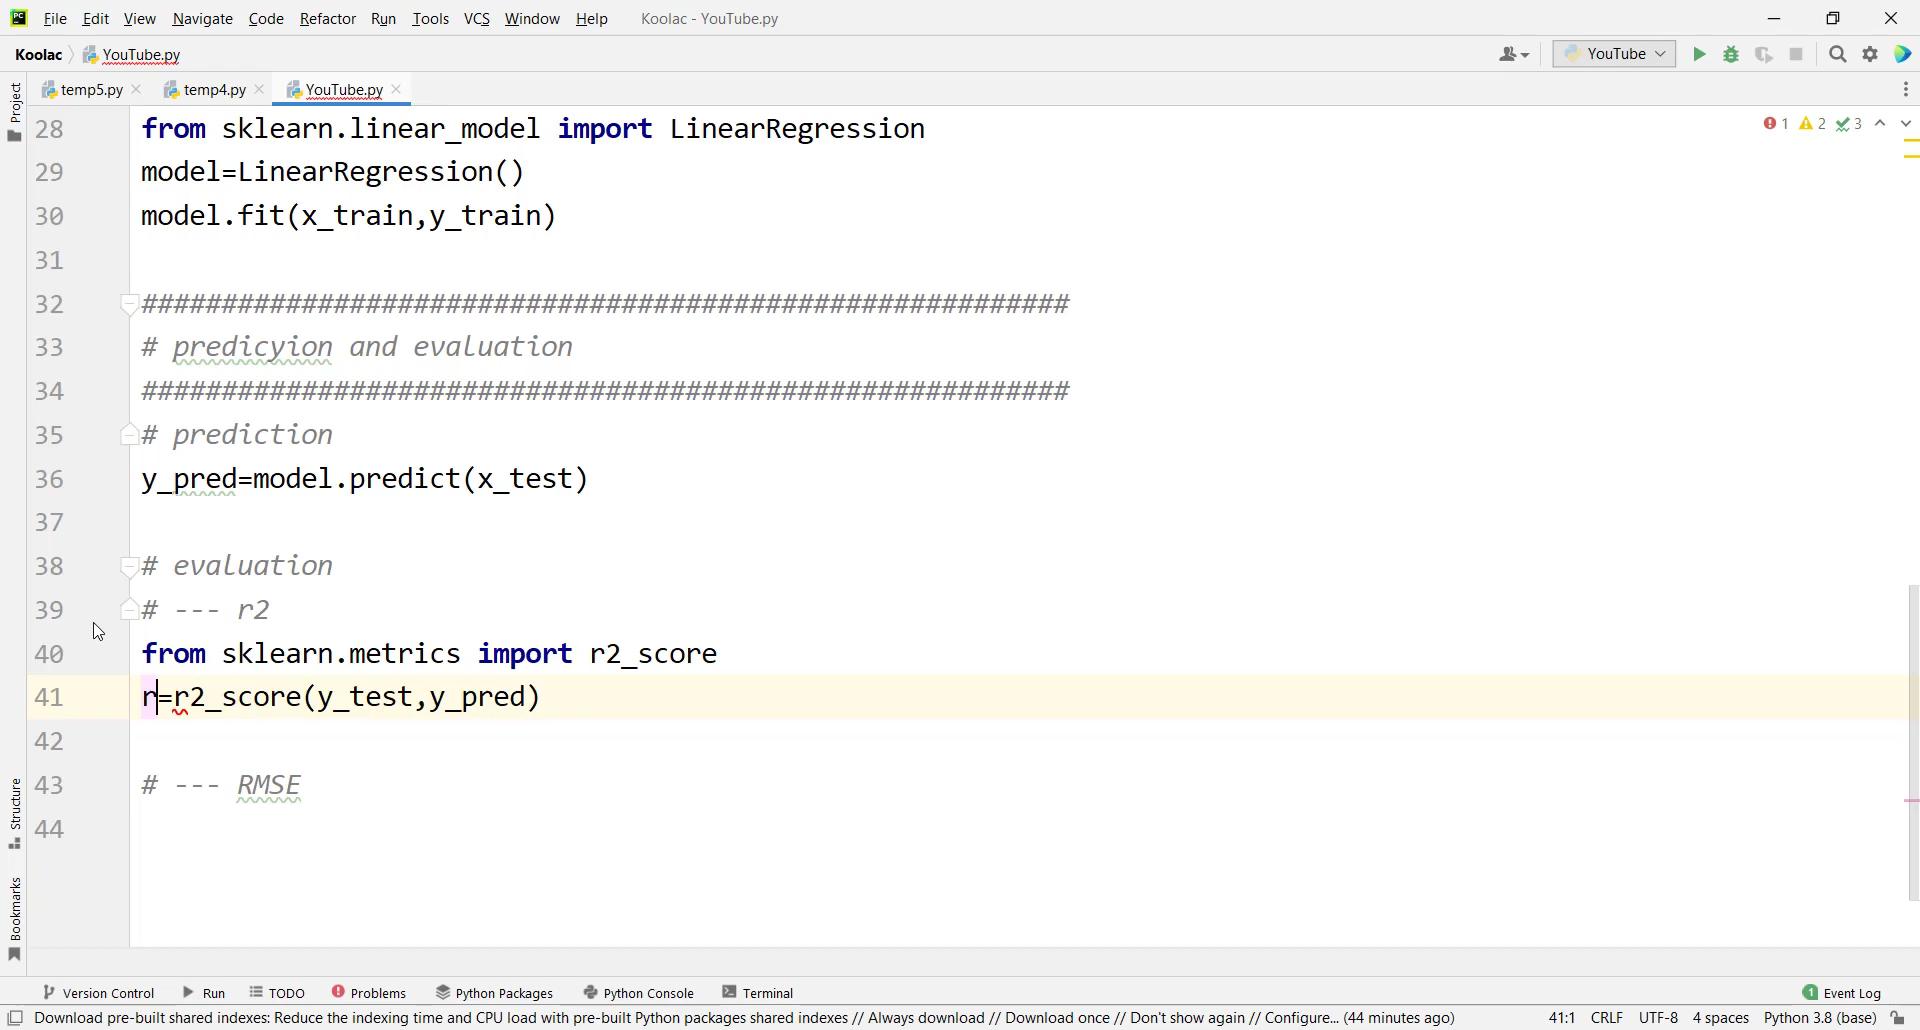 File Edit View Navigate Code Refactor Run Tools VCS Window Help Koolac - YouTube.py
Koolac YouTube.py YouTube
temp5.py temp4.py YouTube.py
Project
1 2 3
28 from sklearn.linear_model import LinearRegression
29 model=LinearRegression()
30 model.fit(x_train,y_train)
31
32 ##########################################################
33 # predicyion and evaluation
34 ##########################################################
35 # prediction
36 y_pred=model.predict(x_test)
37
38 # evaluation
39 # --- r2
40 from sklearn.metrics import r2_score
41 r=r2_score(y_test,y_pred)
42
43 # --- RMSE
44
Structure
Bookmarks
Version Control Run TODO Problems Python Packages Python Console Terminal 1 Event Log
Download pre-built shared indexes: Reduce the indexing time and CPU load with pre-built Python packages shared indexes // Always download // Download once // Don't show again // Configure... (44 minutes ago) 41:1 CRLF UTF-8 4 spaces Python 3.8 (base)